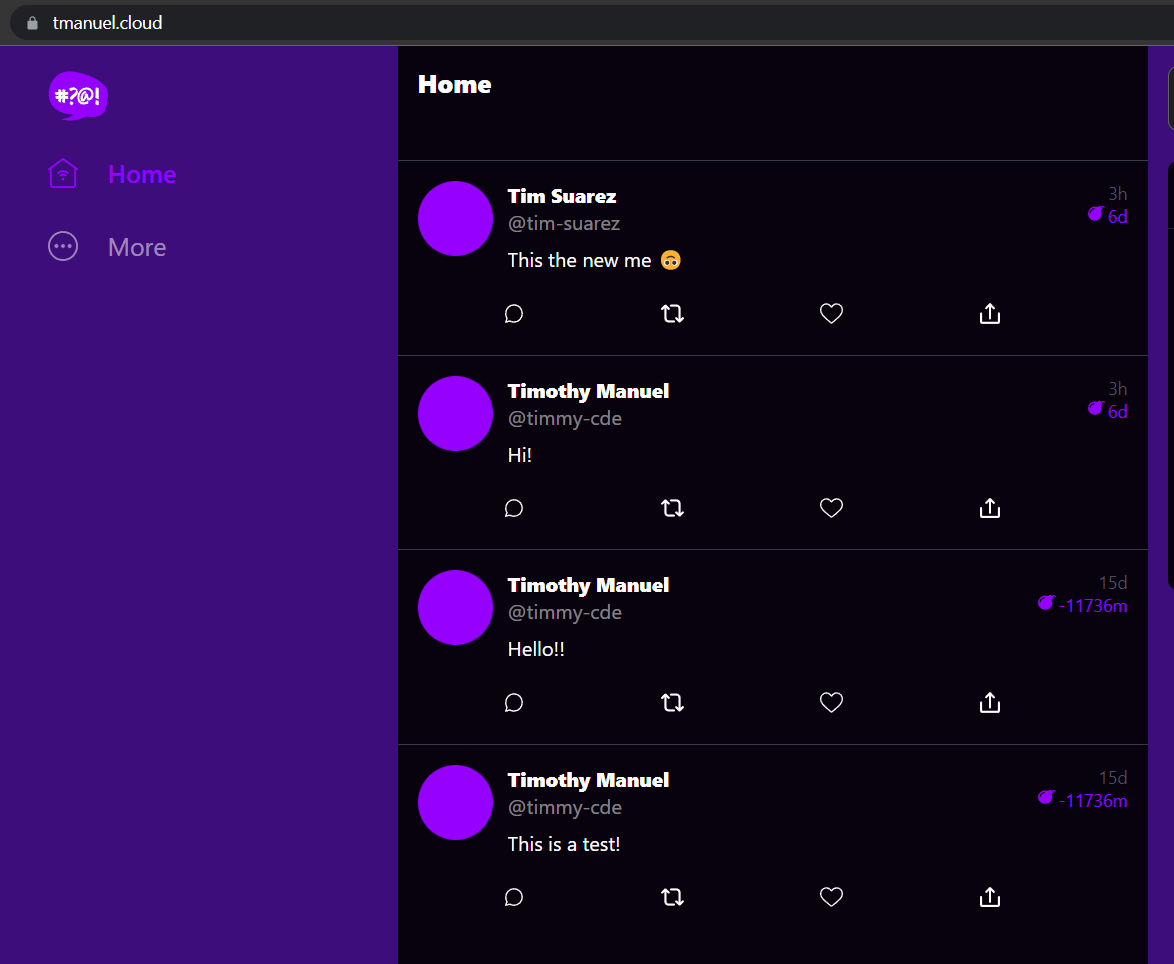 tmanuel.cloud
#?@!
Home
More
Home
Tim Suarez
3h
@tim-suarez
6d
This the new me 🙃
Timothy Manuel
3h
@timmy-cde
6d
Hi!
Timothy Manuel
15d
@timmy-cde
-11736m
Hello!!
Timothy Manuel
15d
@timmy-cde
-11736m
This is a test!